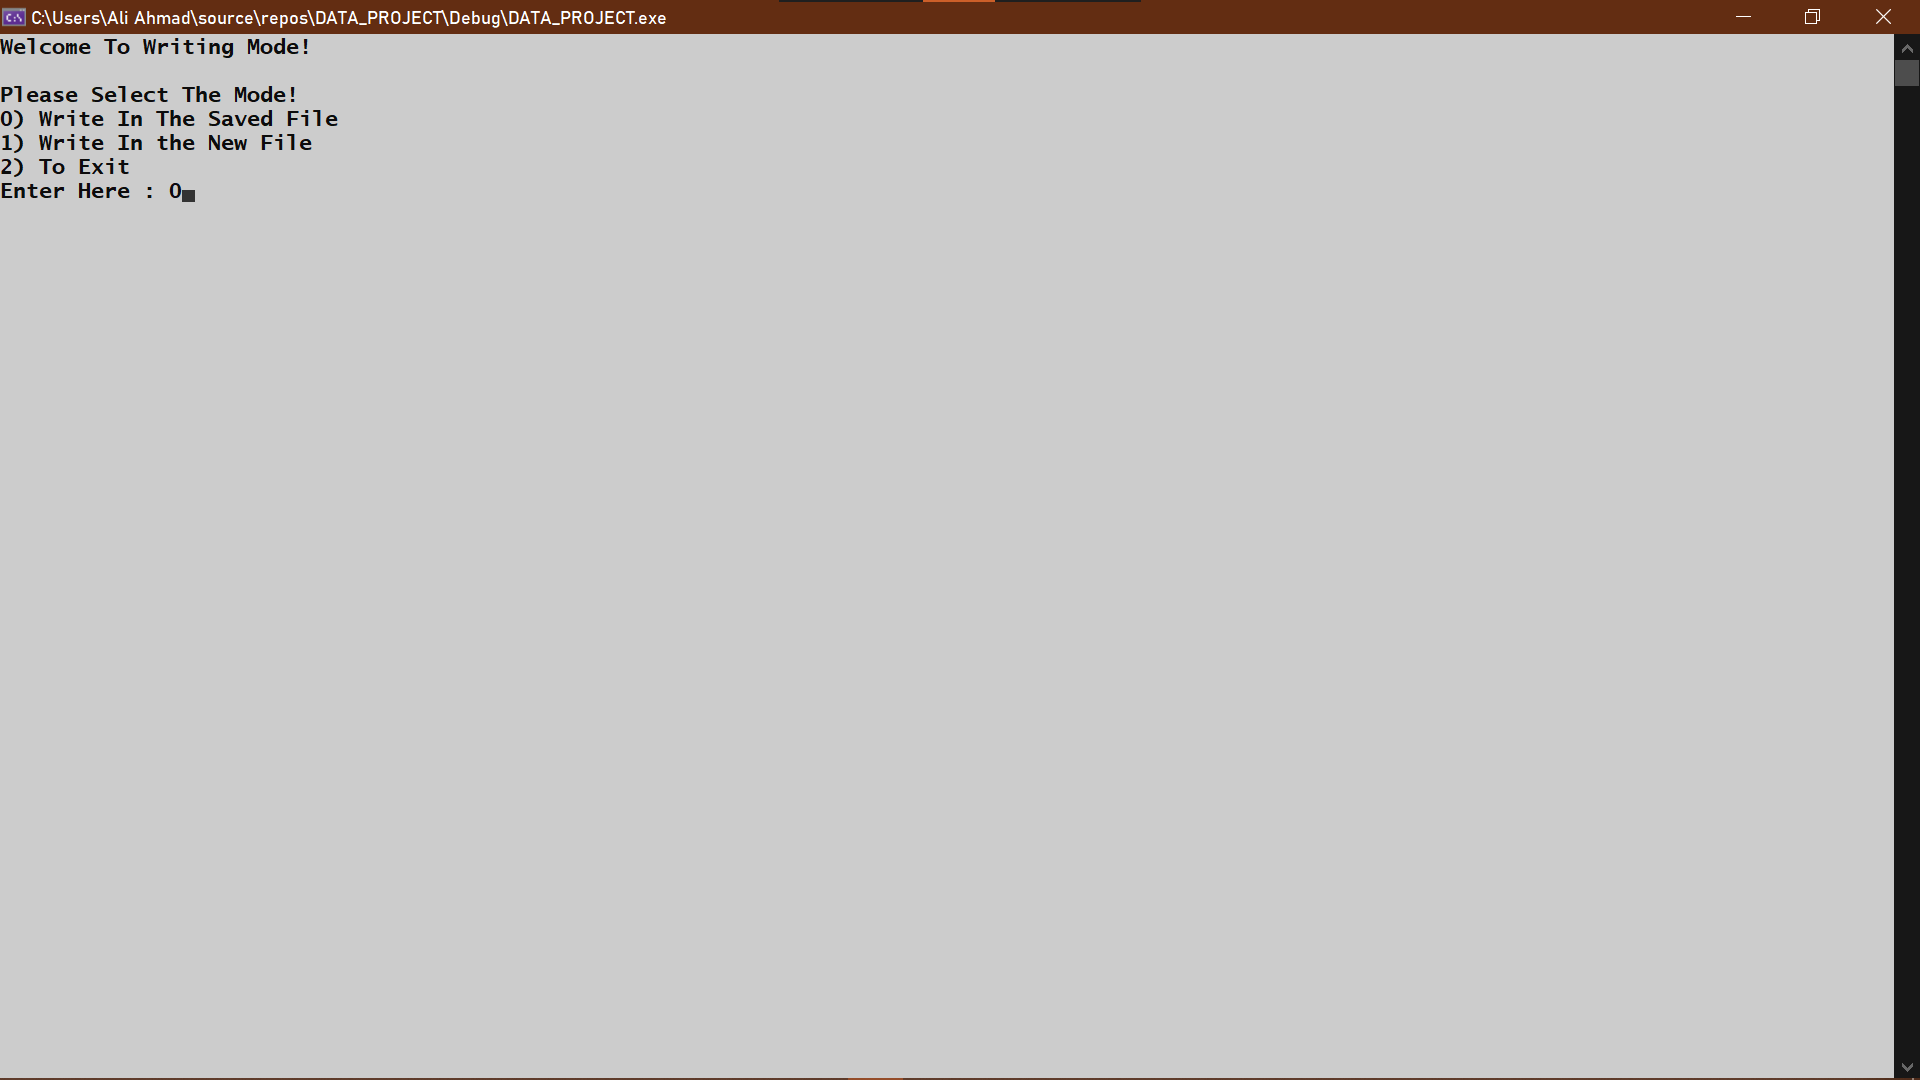 C:\Users\Ali Ahmad\source\repos\DATA_PROJECT\Debug\DATA_PROJECT.exe
Welcome To Writing Mode!
Please Select The Mode!
0) Write In The Saved File
1) Write In the New File
2) To Exit
Enter Here : 0